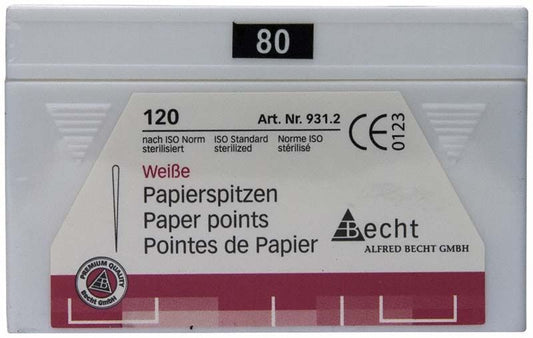 80
120 Art. Nr. 931.2
nach ISO Norm ISO Standard Norme ISO
sterilisiert sterilized stérilisé
CE 0123
Weiße
Papierspitzen
Paper points
Pointes de Papier
Becht
ALFRED BECHT GMBH
PREMIUM QUALITY
Becht GmbH